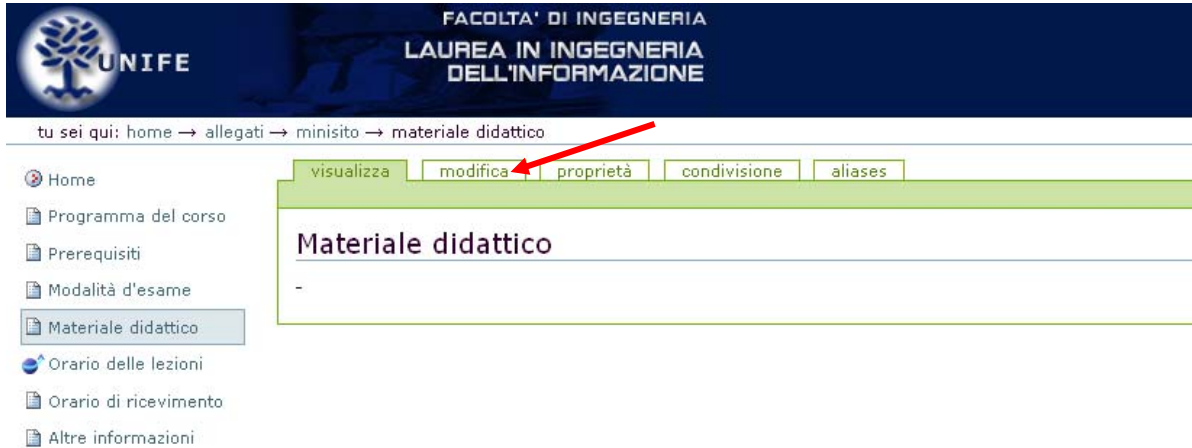 FACOLTA' DI INGEGNERIA
UNIFE
LAUREA IN INGEGNERIA
DELL'INFORMAZIONE
tu sei qui: home → allegati → minisito → materiale didattico
visualizza modifica proprietà condivisione aliases
Home
Programma del corso
Prerequisiti
Modalità d'esame
Materiale didattico
Orario delle lezioni
Orario di ricevimento
Altre informazioni
Materiale didattico
-